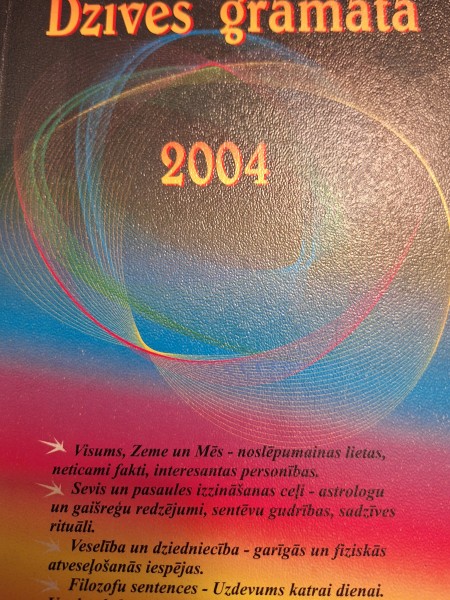 Dzīves grāmata
2004
Visums, Zeme un Mēs - noslēpumainas lietas,
neticami fakti, interesantas personības.
Sevis un pasaules izzināšanas ceļi - astrologu
un gaišreģu redzējumi, sentēvu gudrības, sadzīves
rituāli.
Veselība un dziedniecība - garīgās un fiziskās
atveseļošanās iespējas.
Filozofu sentences - Uzdevums katrai dienai.